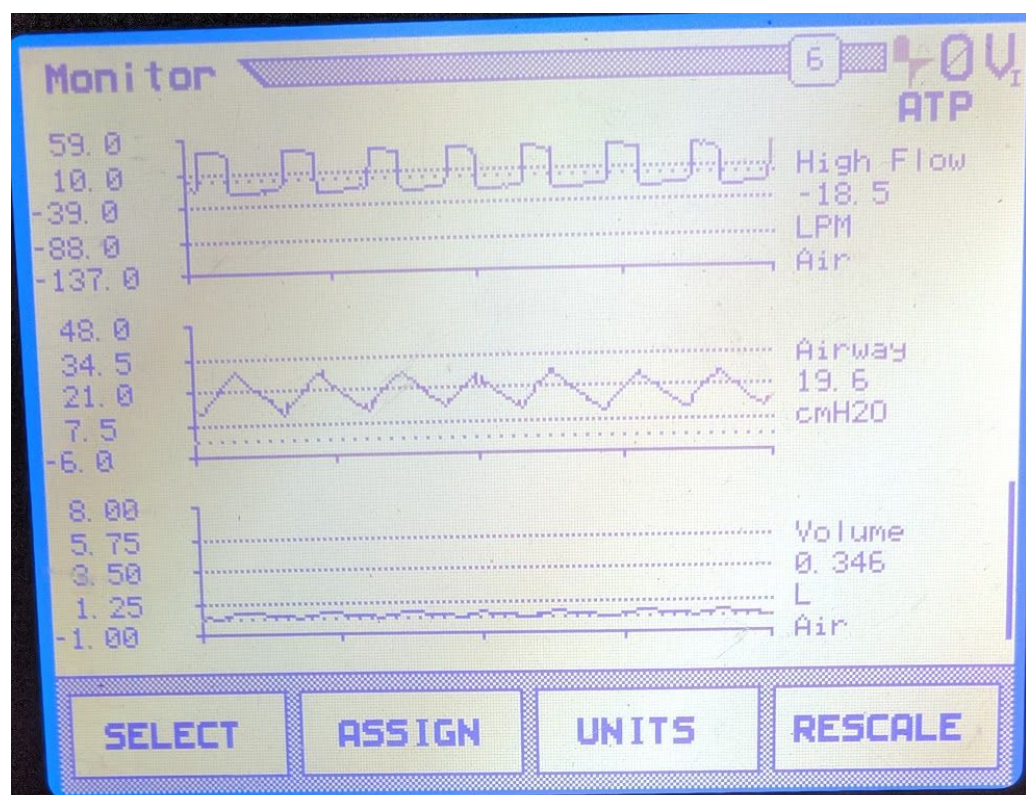 Monitor
6
0 VI
ATP
59.0
10.0
-39.0
-88.0
-137.0
High Flow
-18.5
LPM
Air
48.0
34.5
21.0
7.5
-6.0
Airway
19.6
cmH2O
8.00
5.75
3.50
1.25
-1.00
Volume
0.346
L
Air
SELECT
ASSIGN
UNITS
RESCALE